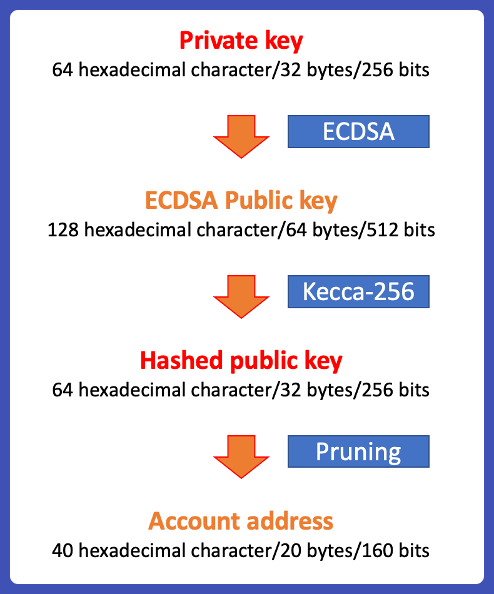 Private key
64 hexadecimal character/32 bytes/256 bits
ECDSA
ECDSA Public key
128 hexadecimal character/64 bytes/512 bits
Kecca-256
Hashed public key
64 hexadecimal character/32 bytes/256 bits
Pruning
Account address
40 hexadecimal character/20 bytes/160 bits